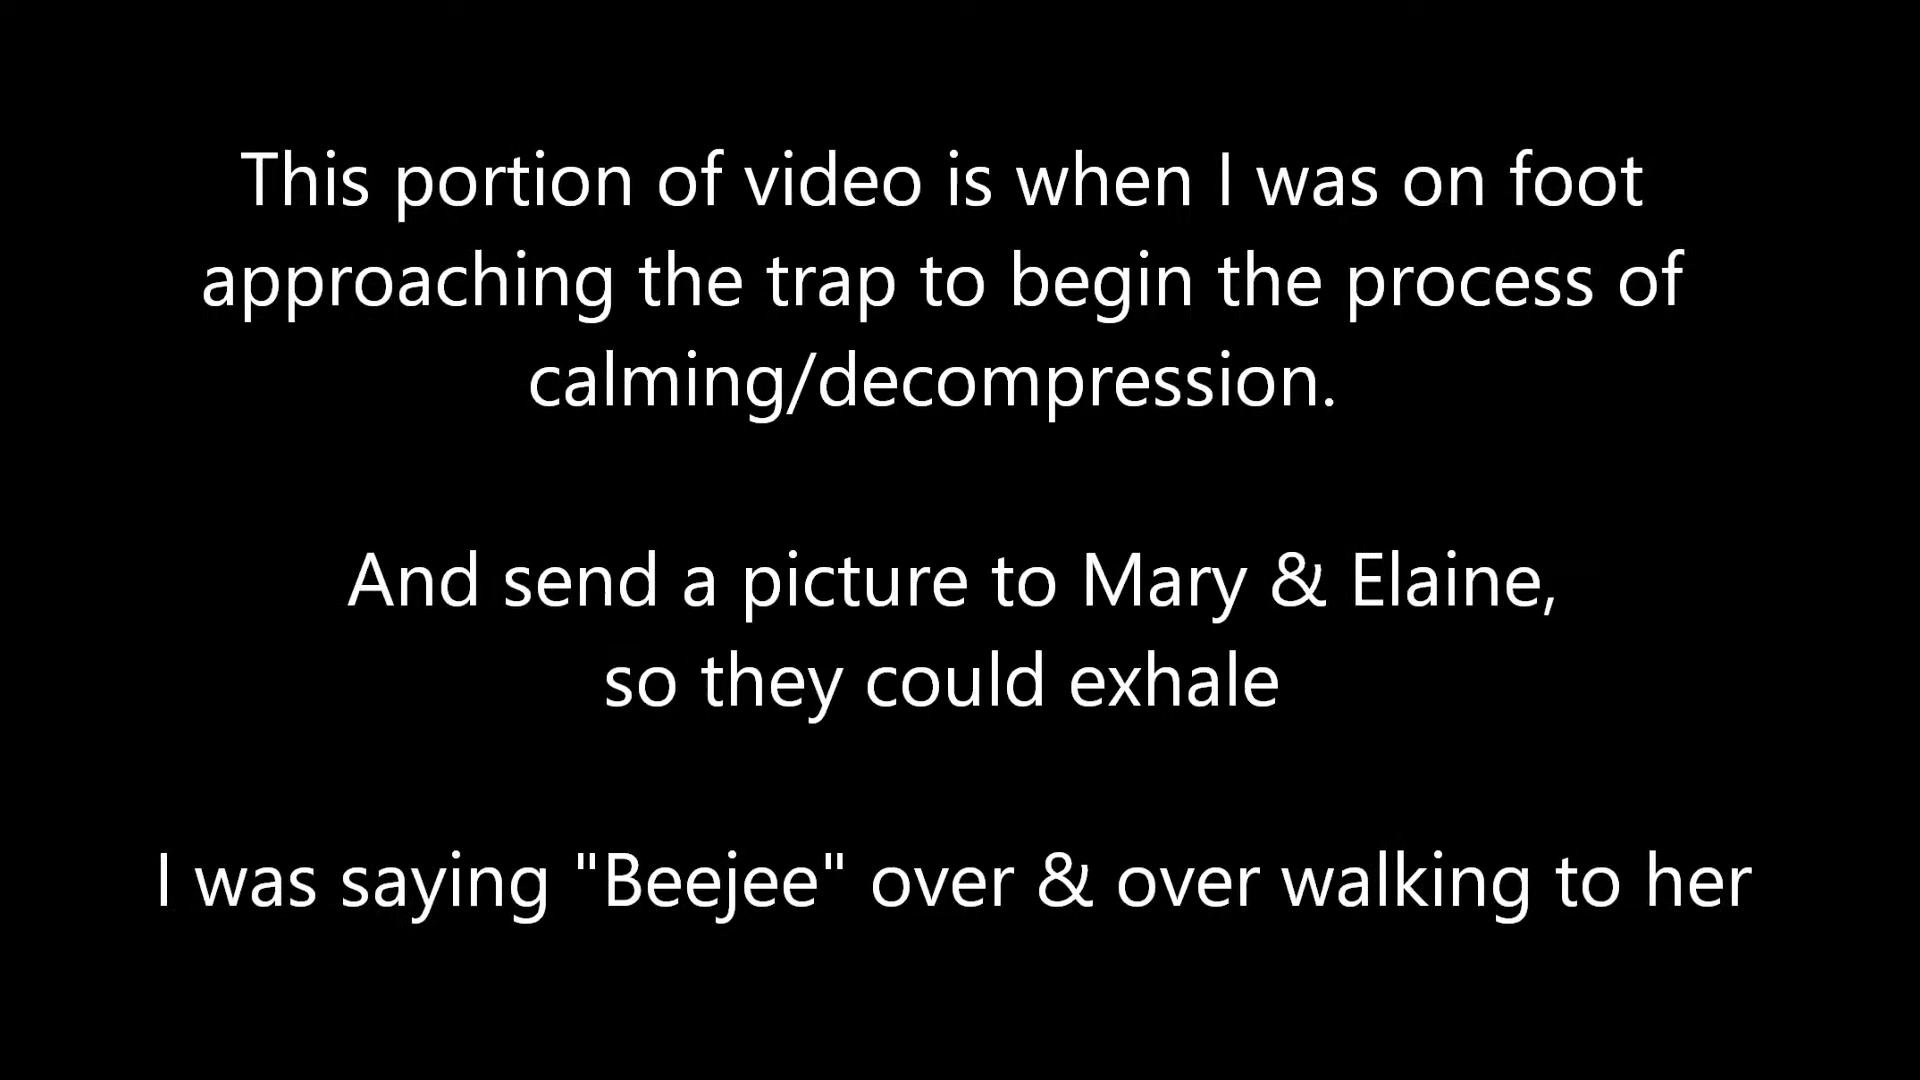 This portion of video is when I was on foot
approaching the trap to begin the process of
calming/decompression.
And send a picture to Mary & Elaine,
so they could exhale
I was saying "Beejee" over & over walking to her